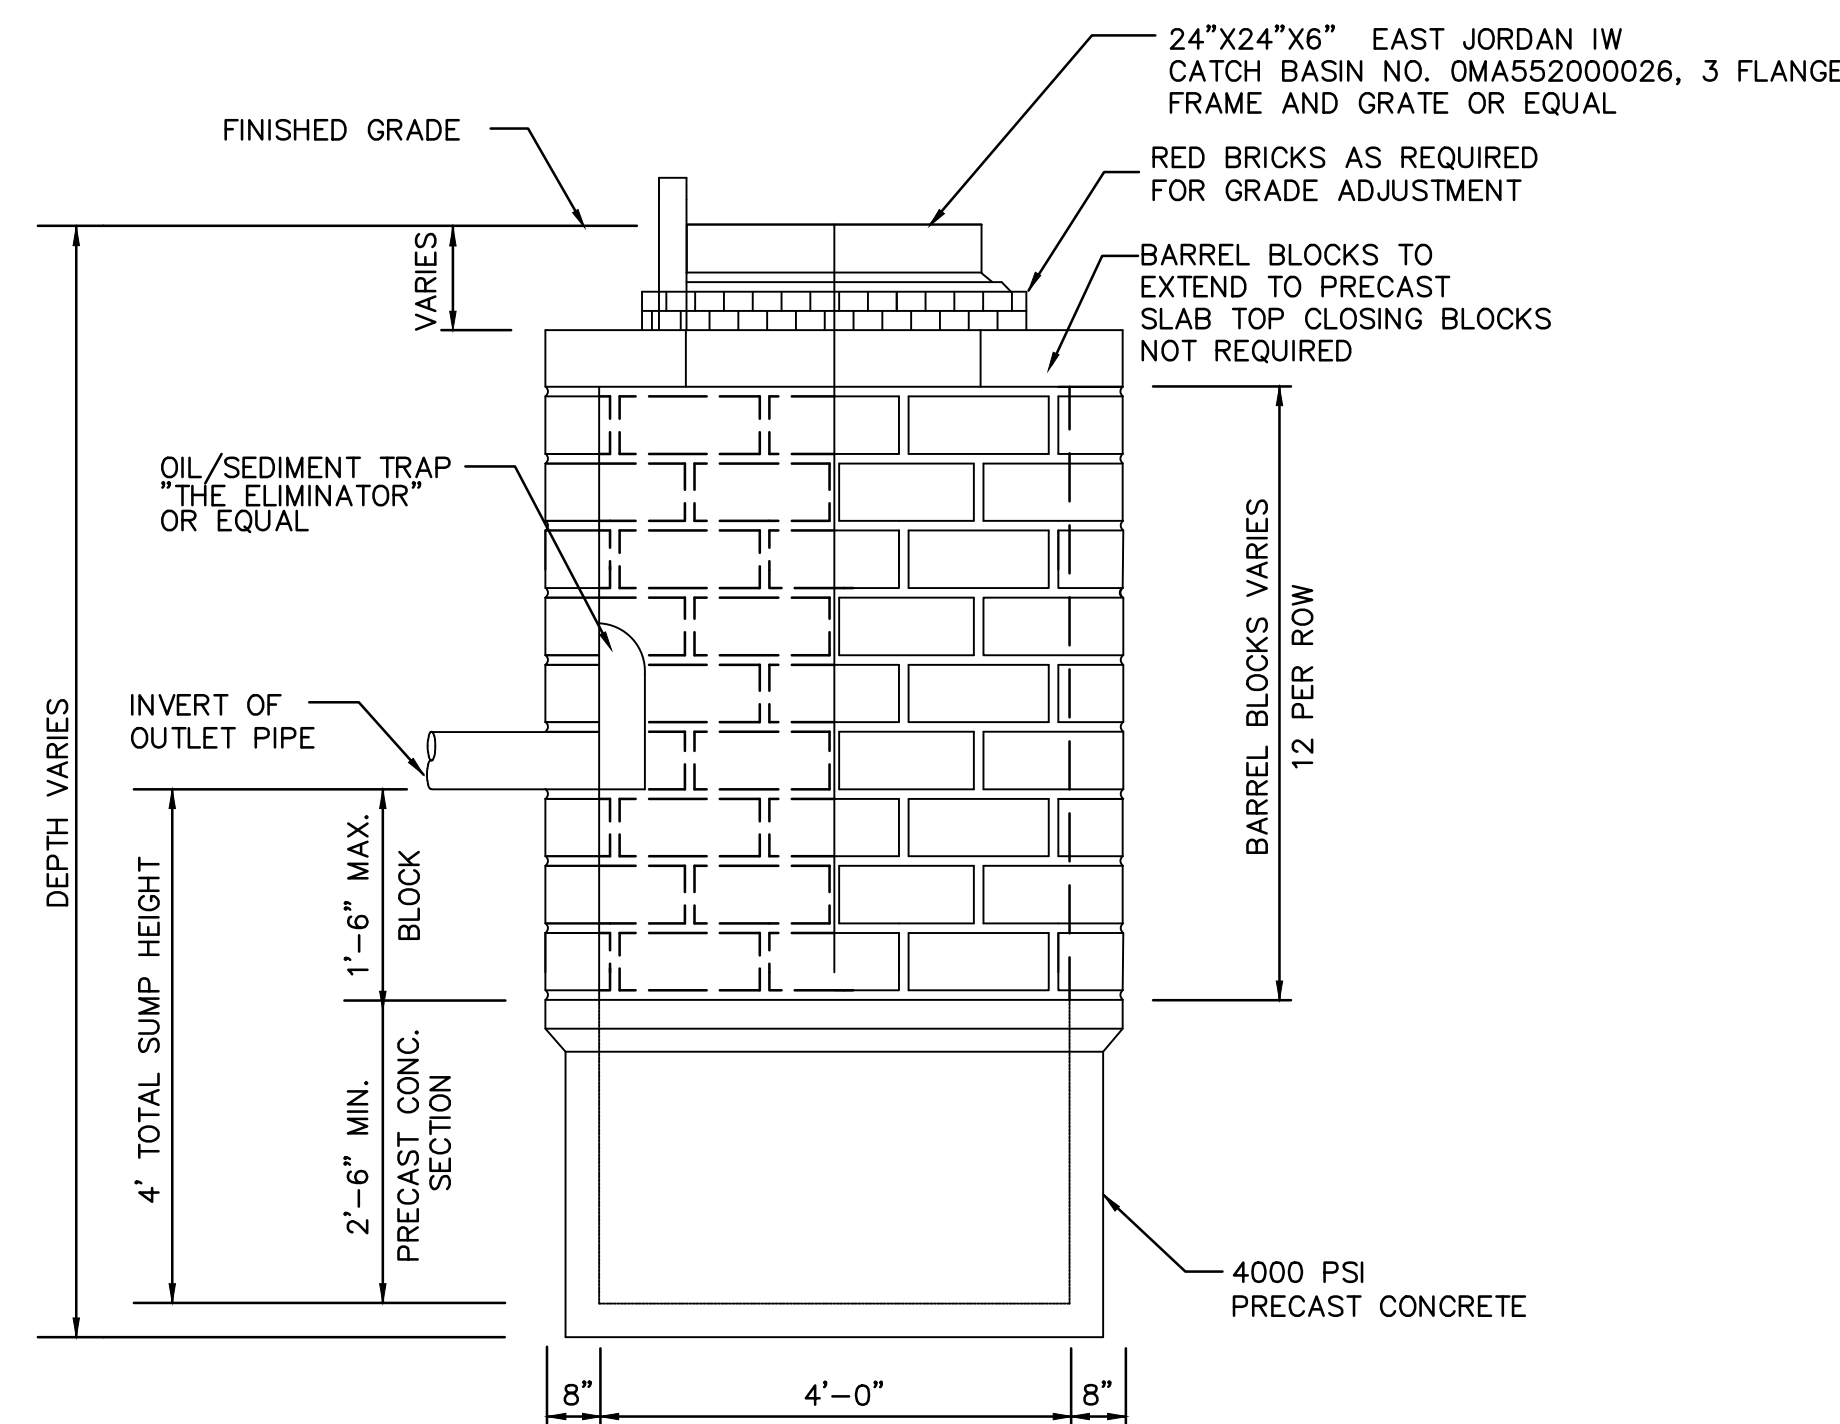 24"X24"X6" EAST JORDAN IW
CATCH BASIN NO. 0MA552000026, 3 FLANGE
FRAME AND GRATE OR EQUAL
FINISHED GRADE
RED BRICKS AS REQUIRED
FOR GRADE ADJUSTMENT
VARIES
BARREL BLOCKS TO
EXTEND TO PRECAST
SLAB TOP CLOSING BLOCKS
NOT REQUIRED
OIL/SEDIMENT TRAP
"THE ELIMINATOR"
OR EQUAL
BARREL BLOCKS VARIES
12 PER ROW
INVERT OF
OUTLET PIPE
DEPTH VARIES
4' TOTAL SUMP HEIGHT
1'-6" MAX.
BLOCK
2'-6" MIN.
PRECAST CONC.
SECTION
4000 PSI
PRECAST CONCRETE
8"
4'-0"
8"